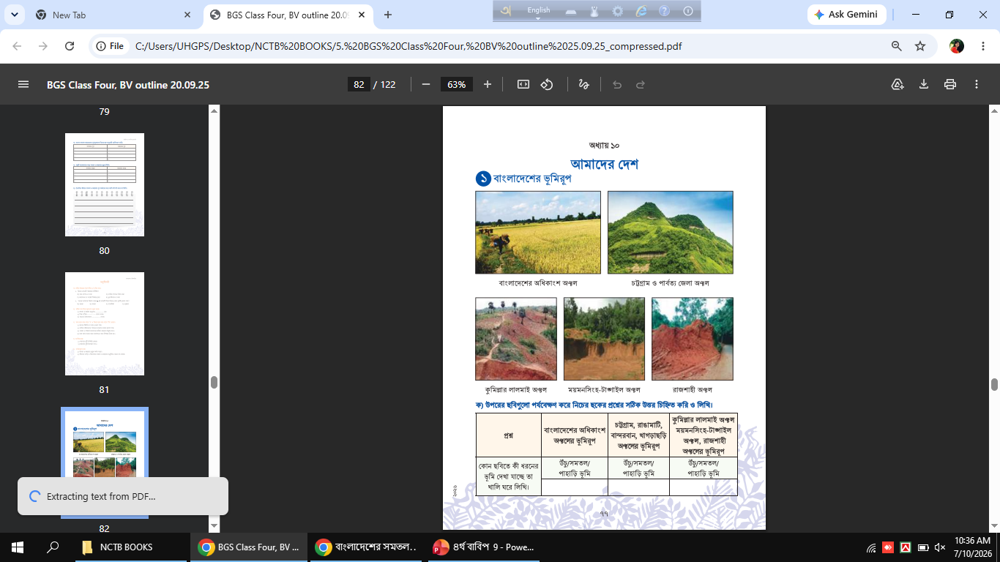 New Tab
BGS Class Four, BV outline 20.09
English
Ask Gemini
File
C:/Users/UHGPS/Desktop/NCTB%20BOOKS/5.%20BGS%20Class%20Four,%20BV%20outline%2025.09.25_compressed.pdf
BGS Class Four, BV outline 20.09.25
82 / 122
63%
79
80
81
82
Extracting text from PDF...
অধ্যায় ১০
আমাদের দেশ
১ বাংলাদেশের ভূমিরূপ
বাংলাদেশের অধিকাংশ অঞ্চল
চট্টগ্রাম ও পার্বত্য জেলা অঞ্চল
কুমিল্লার লালমাই অঞ্চল
ময়মনসিংহ-টাঙ্গাইল অঞ্চল
রাজশাহী অঞ্চল
ক) উপরের ছবিগুলো পর্যবেক্ষণ করে নিচের ছকের প্রশ্নের সঠিক উত্তর চিহ্নিত করি ও লিখি।
প্রশ্ন
বাংলাদেশের অধিকাংশ
অঞ্চলের ভূমিরূপ
চট্টগ্রাম, রাঙামাটি,
বান্দরবান, খাগড়াছড়ি
অঞ্চলের ভূমিরূপ
কুমিল্লার লালমাই অঞ্চল
ময়মনসিংহ-টাঙ্গাইল
অঞ্চল, রাজশাহী
অঞ্চলের ভূমিরূপ
কোন ছবিতে কী ধরনের
ভূমি দেখা যাচ্ছে তা
খালি ঘরে লিখি।
উঁচু/সমতল/
পাহাড়ি ভূমি
উঁচু/সমতল/
পাহাড়ি ভূমি
উঁচু/সমতল/
পাহাড়ি ভূমি
২০২৬
৭৭
NCTB BOOKS
BGS Class Four, BV ...
বাংলাদেশের সমতল...
৪র্থ বাবিপ 9 - Powe...
10:36 AM
7/10/2026